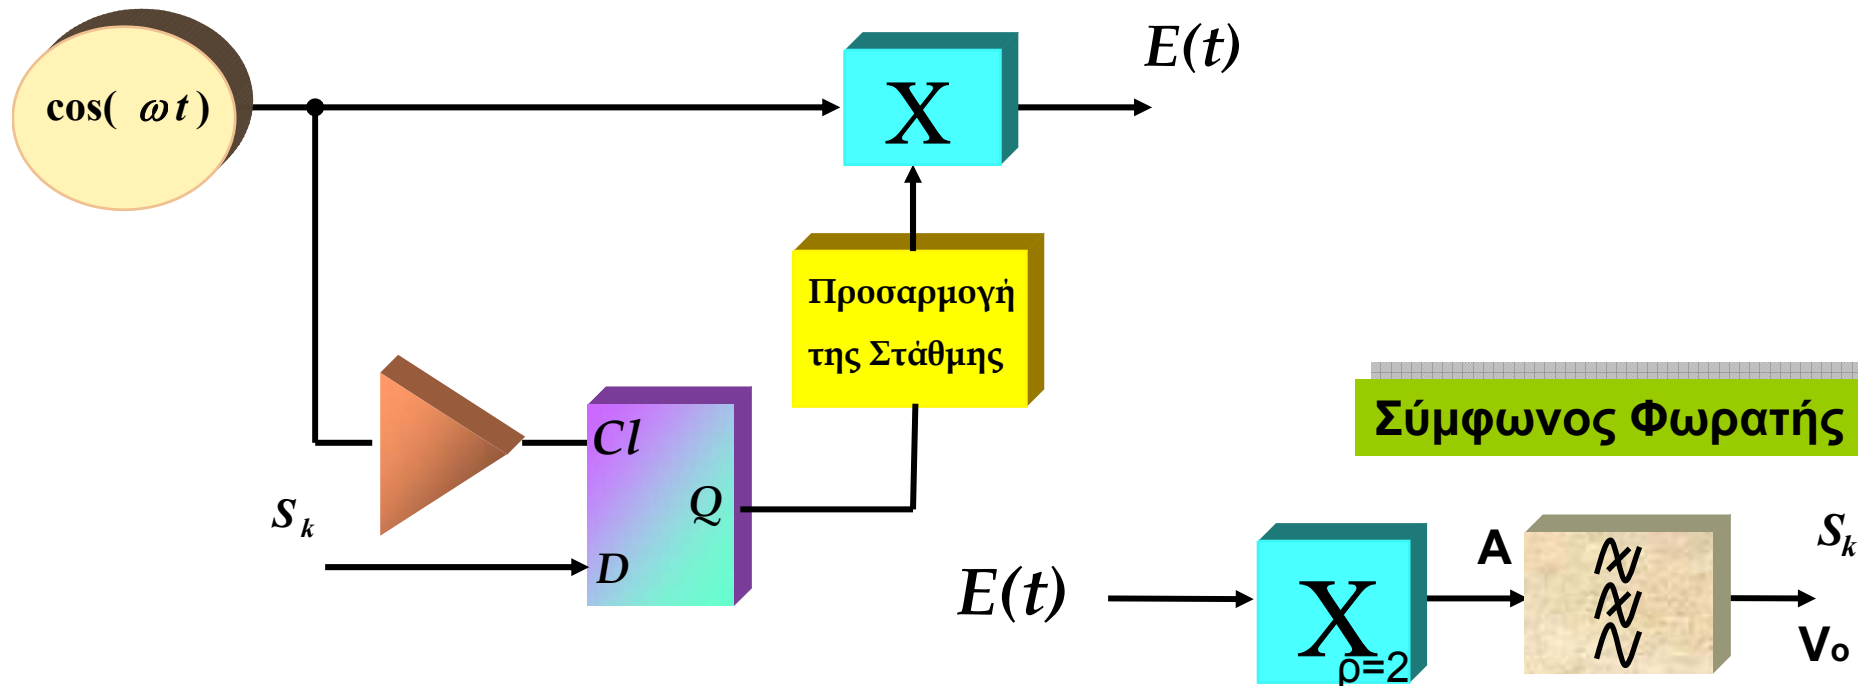 cos( ωt)
X
E(t)
Προσαρμογή
της Στάθμης
Cl
Q
D
S k
Σύμφωνος Φωρατής
E(t)
X
ρ=2
A
S k
Vo